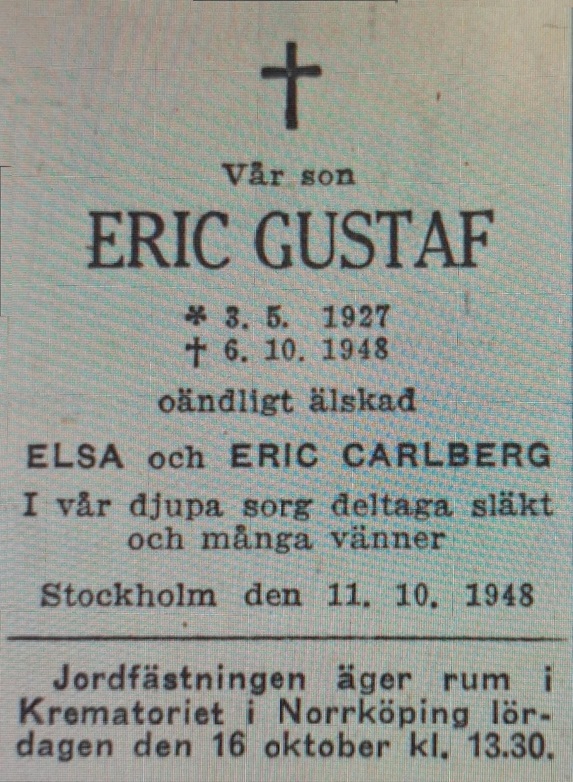 Vår son
ERIC GUSTAF
* 3. 5. 1927
† 6. 10. 1948
oändligt älskad
ELSA och ERIC CARLBERG
I vår djupa sorg deltaga släkt
och många vänner
Stockholm den 11. 10. 1948
Jordfästningen äger rum i
Krematoriet i Norrköping lör-
dagen den 16 oktober kl. 13.30.